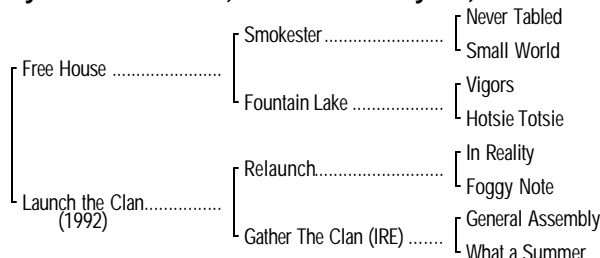 Never Tabled
Smokester..........................
Small World
Free House .......................
Vigors
Fountain Lake ...................
Hotsie Totsie
In Reality
Relaunch...........................
Foggy Note
Launch the Clan................
(1992)
General Assembly
Gather The Clan (IRE) .......
What a Summer